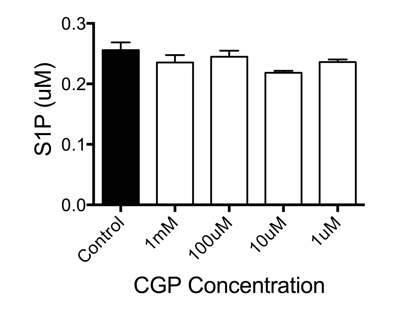 0.3
0.2
0.1
0.0
S1P (uM)
Control
1mM
100uM
10uM
1uM
CGP Concentration